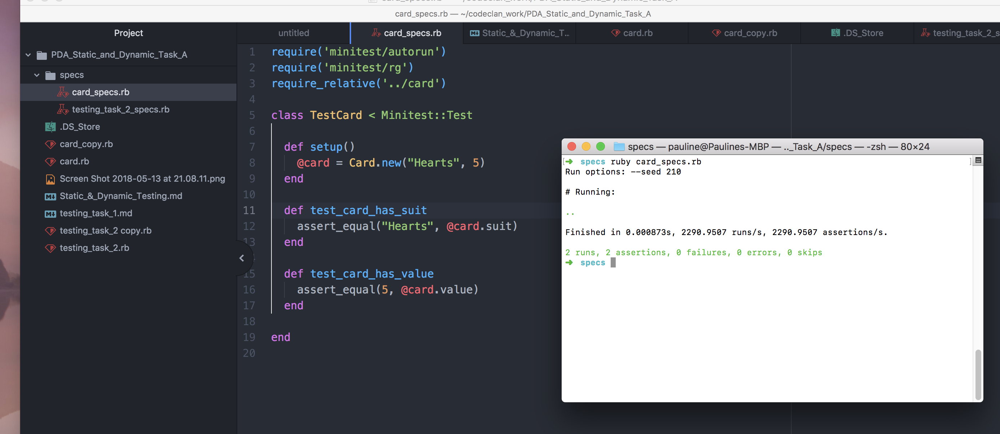 card_specs.rb — ~/codeclan_work/PDA_Static_and_Dynamic_Task_A
Project
untitled
card_specs.rb
Static_&_Dynamic_T...
card.rb
card_copy.rb
.DS_Store
testing_task_2_s
PDA_Static_and_Dynamic_Task_A
specs
card_specs.rb
testing_task_2_specs.rb
.DS_Store
card_copy.rb
card.rb
Screen Shot 2018-05-13 at 21.08.11.png
Static_&_Dynamic_Testing.md
testing_task_1.md
testing_task_2 copy.rb
testing_task_2.rb
1 require('minitest/autorun')
2 require('minitest/rg')
3 require_relative('../card')
4
5 class TestCard < Minitest::Test
6
7 def setup()
8 @card = Card.new("Hearts", 5)
9 end
10
11 def test_card_has_suit
12 assert_equal("Hearts", @card.suit)
13 end
15 def test_card_has_value
16 assert_equal(5, @card.value)
17 end
18
19 end
20
specs — pauline@Paulines-MBP — .._Task_A/specs — -zsh — 80×24
[➜ specs ruby card_specs.rb ]
Run options: --seed 210
# Running:
..
Finished in 0.000873s, 2290.9507 runs/s, 2290.9507 assertions/s.
2 runs, 2 assertions, 0 failures, 0 errors, 0 skips
➜ specs